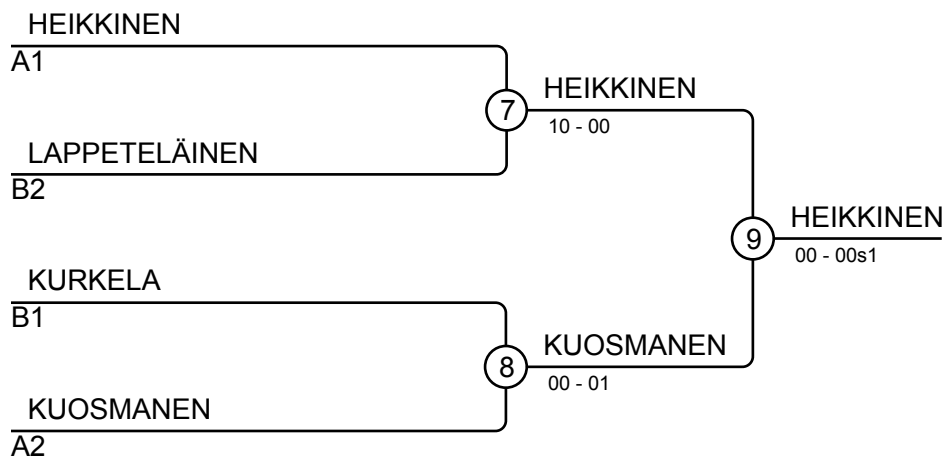 HEIKKINEN
A1
7
HEIKKINEN
10 - 00
LAPPETELÄINEN
B2
9
HEIKKINEN
00 - 00s1
KURKELA
B1
8
KUOSMANEN
00 - 01
KUOSMANEN
A2